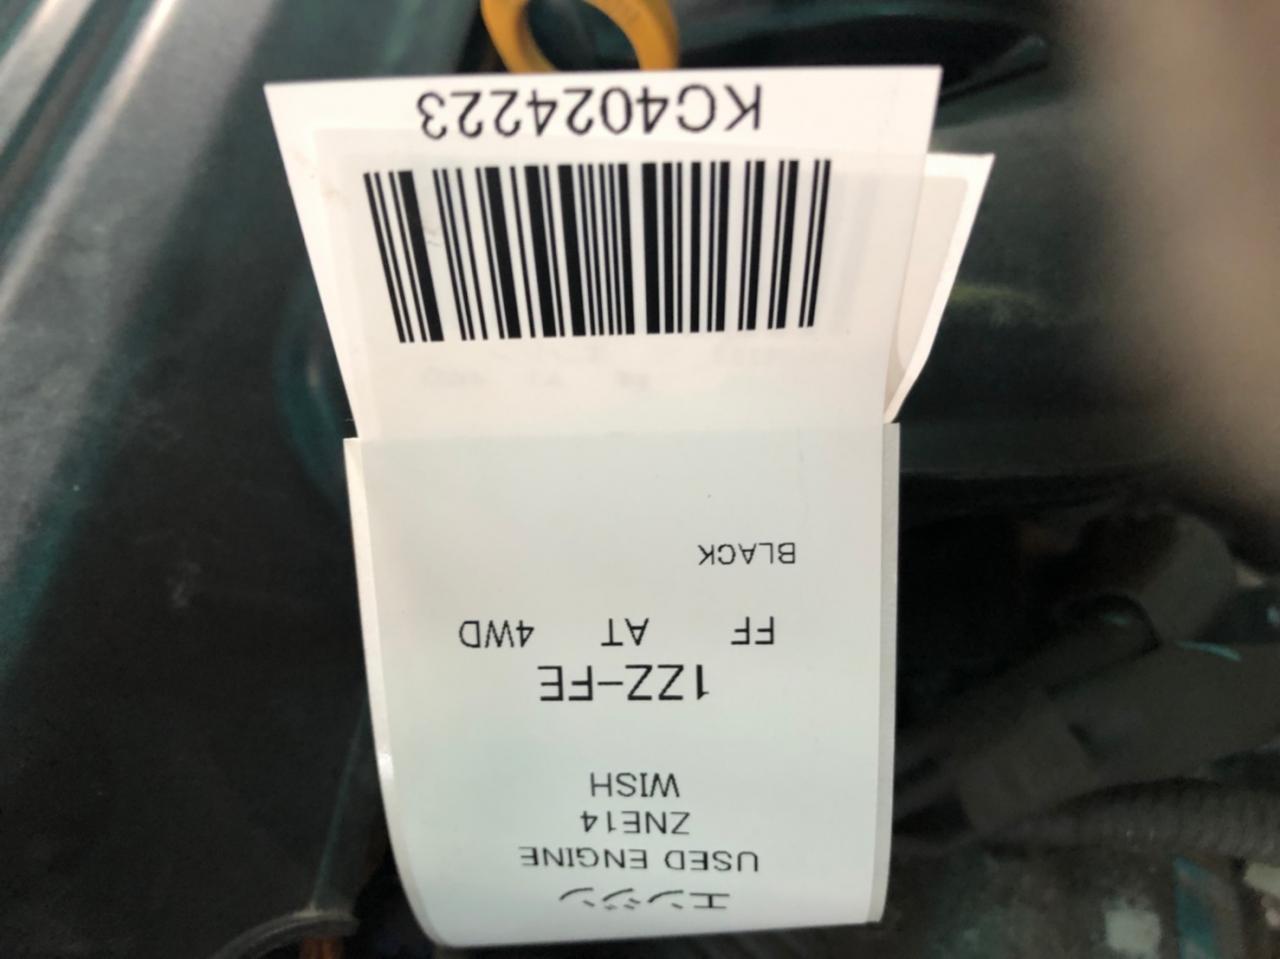 エンジン
USED ENGINE
ZNE14
WISH
1ZZ-FE
FF AT 4WD
BLACK
KC4024223